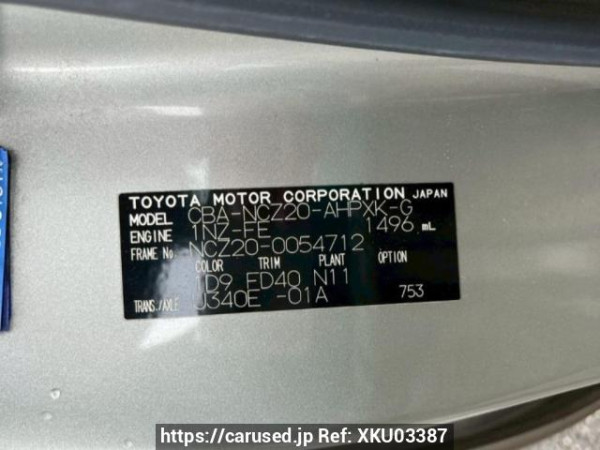 TOYOTA MOTOR CORPORATION JAPAN
MODEL CBA-NCZ20-AHPXK-G
ENGINE 1NZ-FE 1496 mL
FRAME No. NCZ20-0054712
COLOR TRIM PLANT OPTION
1D9 ED40 N11
TRANS./AXLE U340E -01A 753
https://carused.jp Ref: XKU03387